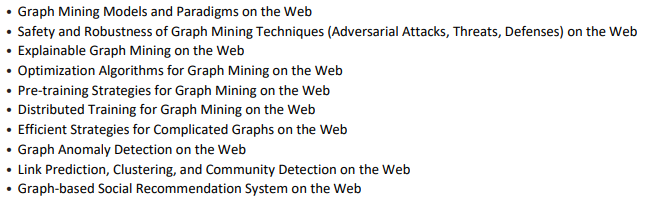 • Graph Mining Models and Paradigms on the Web
• Safety and Robustness of Graph Mining Techniques (Adversarial Attacks, Threats, Defenses) on the Web
• Explainable Graph Mining on the Web
• Optimization Algorithms for Graph Mining on the Web
• Pre-training Strategies for Graph Mining on the Web
• Distributed Training for Graph Mining on the Web
• Efficient Strategies for Complicated Graphs on the Web
• Graph Anomaly Detection on the Web
• Link Prediction, Clustering, and Community Detection on the Web
• Graph-based Social Recommendation System on the Web